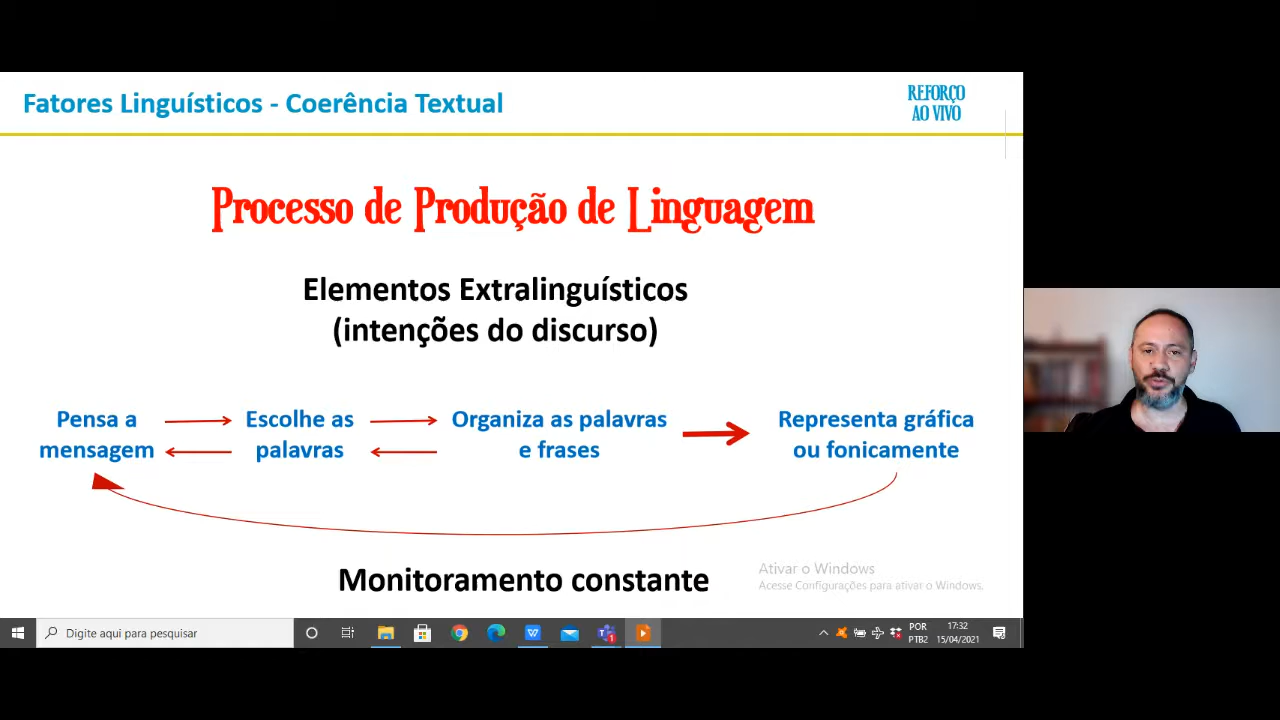 Fatores Linguísticos - Coerência Textual
REFORÇO
AO VIVO
Processo de Produção de Linguagem
Elementos Extralinguísticos
(intenções do discurso)
Pensa a
mensagem
Escolhe as
palavras
Organiza as palavras
e frases
Representa gráfica
ou fonicamente
Monitoramento constante
Ativar o Windows
Acesse Configurações para ativar o Windows.
Digite aqui para pesquisar
POR
PTB2
17:32
15/04/2021